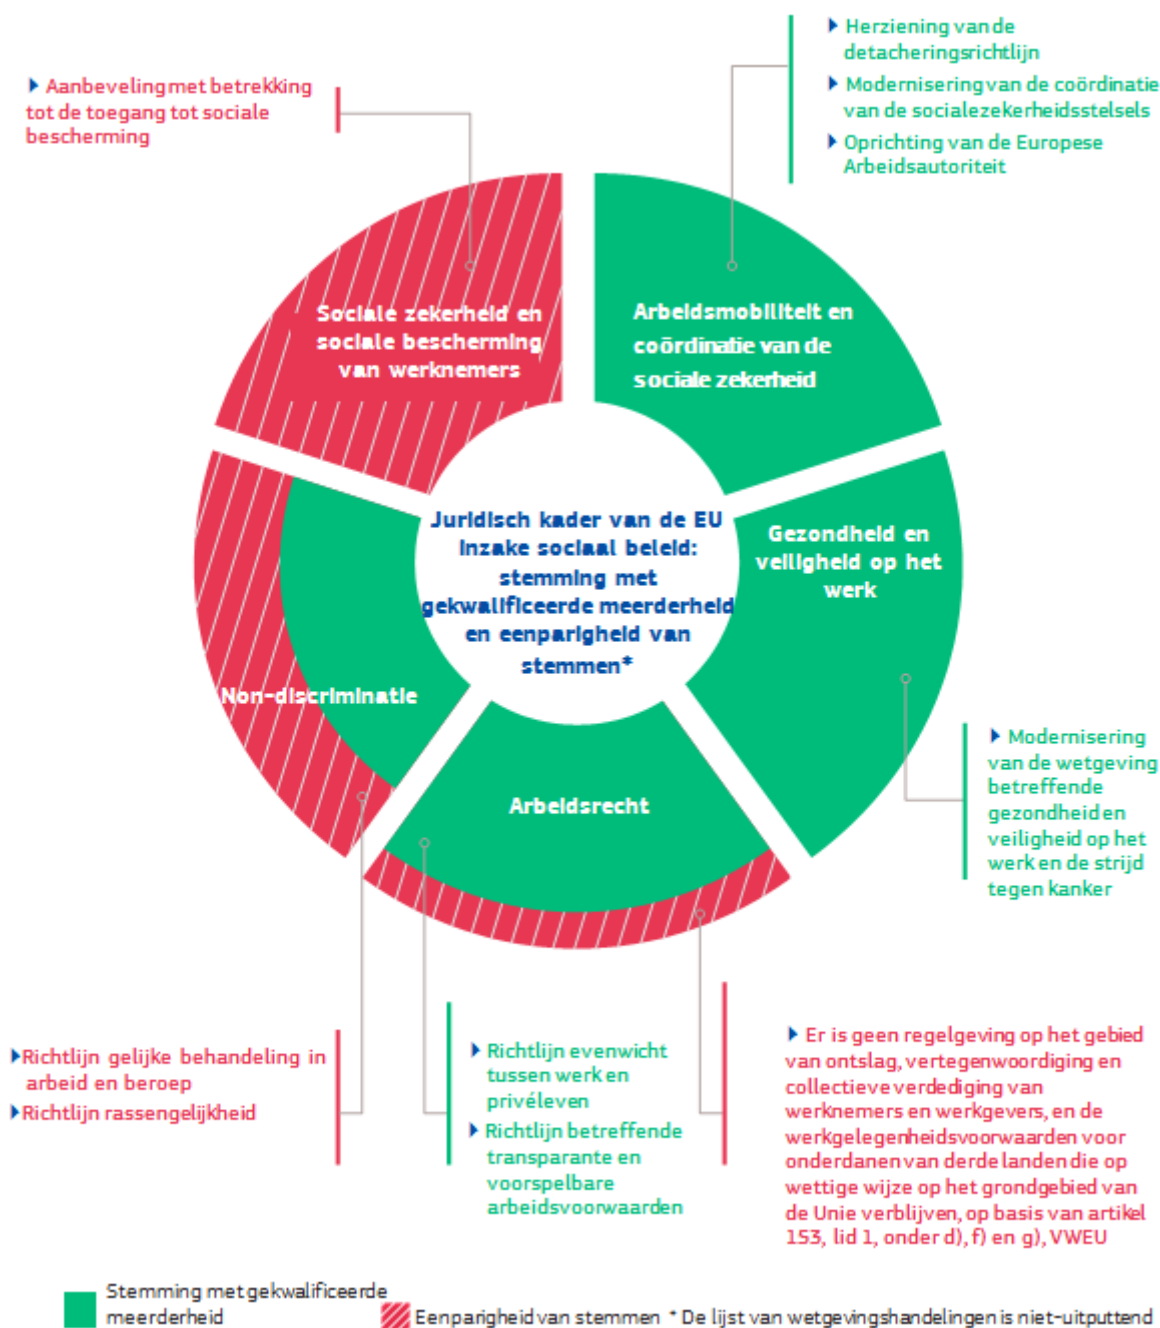 ▶ Aanbeveling met betrekking
tot de toegang tot sociale
bescherming
▶ Herziening van de
detacheringsrichtlijn
▶ Modernisering van de coördinatie
van de socialezekerheidsstelsels
▶ Oprichting van de Europese
Arbeidsautoriteit
Sociale zekerheid en
sociale bescherming
van werknemers
Arbeidsmobiliteit en
coördinatie van de
sociale zekerheid
Juridisch kader van de EU
inzake sociaal beleid:
stemming met
gekwalificeerde meerderheid
en eenparigheid van
stemmen*
Gezondheid en
veiligheid op het
werk
Non-discriminatie
Arbeidsrecht
▶ Modernisering
van de wetgeving
betreffende
gezondheid en
veiligheid op het
werk en de strijd
tegen kanker
▶ Richtlijn gelijke behandeling in
arbeid en beroep
▶ Richtlijn rassengelijkheid
▶ Richtlijn evenwicht
tussen werk en
privéleven
▶ Richtlijn betreffende
transparante en
voorspelbare
arbeidsvoorwaarden
▶ Er is geen regelgeving op het gebied
van ontslag, vertegenwoordiging en
collectieve verdediging van
werknemers en werkgevers, en de
werkgelegenheidsvoorwaarden voor
onderdanen van derde landen die op
wettige wijze op het grondgebied van
de Unie verblijven, op basis van artikel
153, lid 1, onder d), f) en g), VWEU
Stemming met gekwalificeerde
meerderheid
Eenparigheid van stemmen * De lijst van wetgevingshandelingen is niet-uitputtend